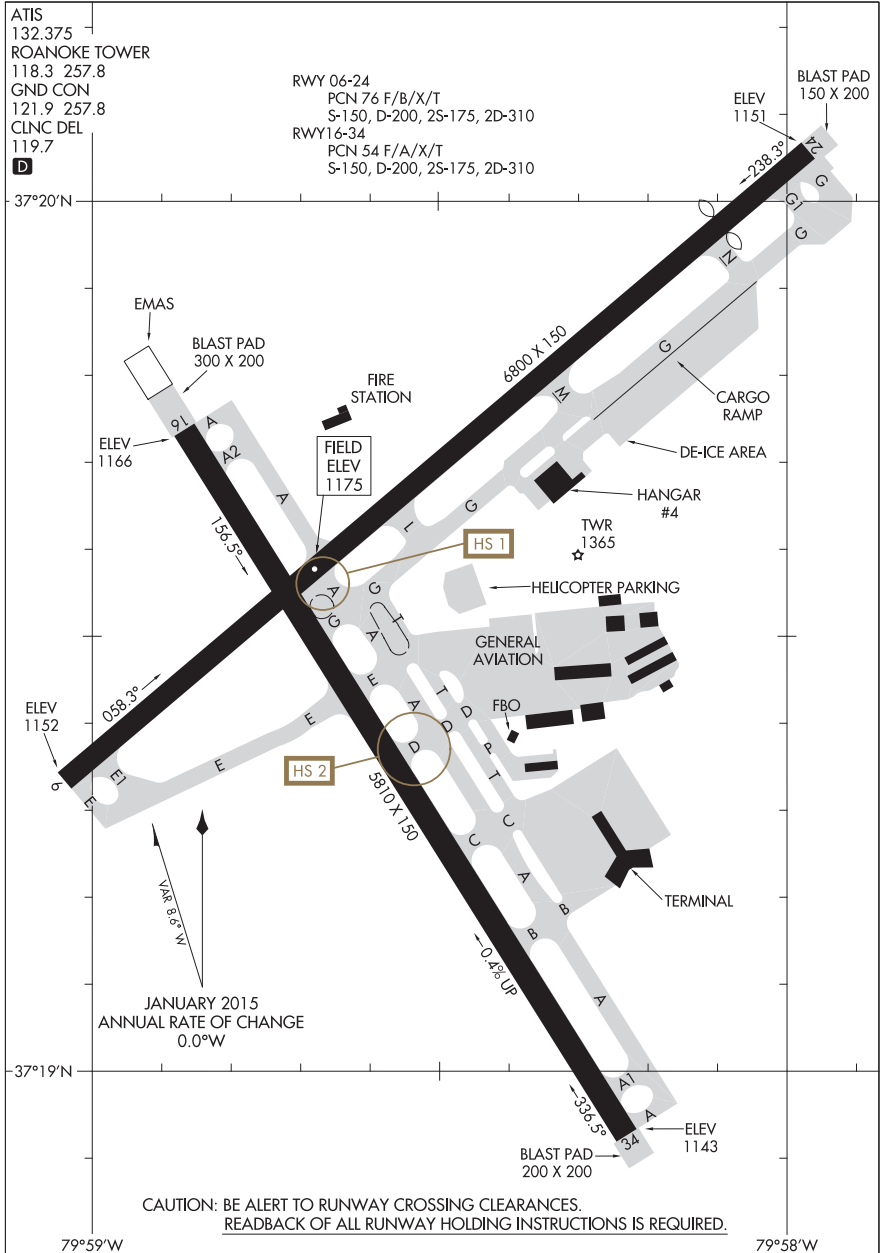 ATIS
132.375
ROANOKE TOWER
118.3 257.8
GND CON
121.9 257.8
CLNC DEL
119.7
D
RWY 06-24
PCN 76 F/B/X/T
S-150, D-200, 2S-175, 2D-310
RWY16-34
PCN 54 F/A/X/T
S-150, D-200, 2S-175, 2D-310
BLAST PAD
150 X 200
ELEV
1151
24
238.3°
G
G1
G
37°20'N
N
EMAS
BLAST PAD
300 X 200
6800 X 150
G
FIRE
STATION
M
CARGO
RAMP
16
A
A2
ELEV
1166
FIELD
ELEV
1175
DE-ICE AREA
A
HANGAR
#4
G
L
156.5°
TWR
1365
HS 1
HELICOPTER PARKING
A
G
G
T
A
GENERAL
AVIATION
058.3°
E
T
E
A
D
D
D
P
T
FBO
ELEV
1152
E
HS 2
E1
E
6
5810 X 150
C
C
A
B
B
TERMINAL
VAR 8.6° W
0.4% UP
A
JANUARY 2015
ANNUAL RATE OF CHANGE
0.0°W
37°19'N
A1
A
336.5°
34
ELEV
1143
BLAST PAD
200 X 200
CAUTION: BE ALERT TO RUNWAY CROSSING CLEARANCES.
READBACK OF ALL RUNWAY HOLDING INSTRUCTIONS IS REQUIRED.
79°59'W
79°58'W